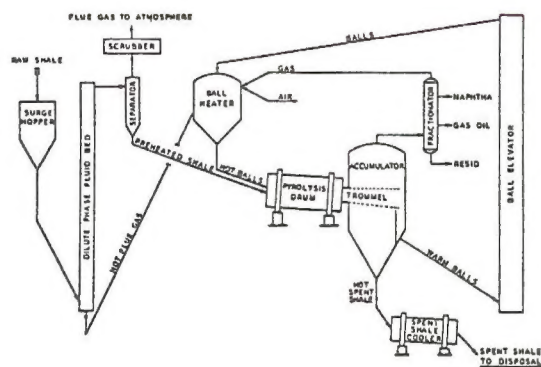 FLUE GAS TO ATMOSPHERE
SCRUBBER
RAW SHALE
SURGE
HOPPER
DILUTE PHASE FLUID BED
SEPARATOR
BALL
HEATER
BALLS
GAS
AIR
FRACTIONATOR
NAPHTHA
GAS OIL
RESID
BALL ELEVATOR
PREHEATED SHALE
HOT BALLS
HOT FLUE GAS
PYROLYSIS
DRUM
ACCUMULATOR
TROMMEL
WARM BALLS
HOT
SPENT
SHALE
SPENT
SHALE
COOLER
SPENT SHALE
TO DISPOSAL